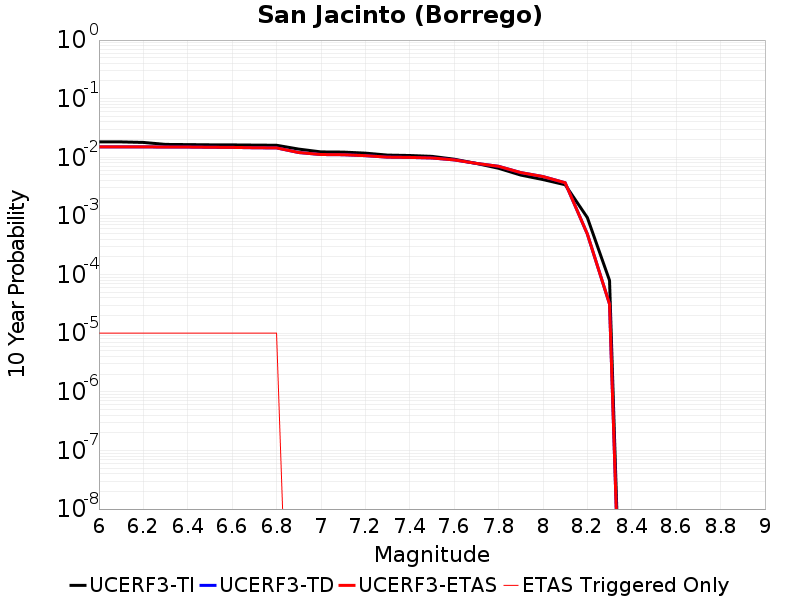 San Jacinto (Borrego)
10 Year Probability
10^0
10^-1
10^-2
10^-3
10^-4
10^-5
10^-6
10^-7
10^-8
6 6.2 6.4 6.6 6.8 7 7.2 7.4 7.6 7.8 8 8.2 8.4 8.6 8.8 9
Magnitude
UCERF3-TI UCERF3-TD UCERF3-ETAS ETAS Triggered Only